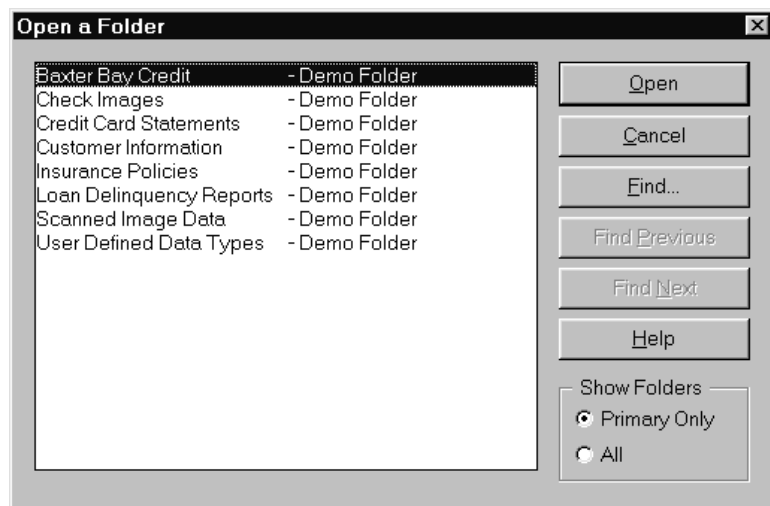 Open a Folder
Baxter Bay Credit - Demo Folder
Check Images - Demo Folder
Credit Card Statements - Demo Folder
Customer Information - Demo Folder
Insurance Policies - Demo Folder
Loan Delinquency Reports - Demo Folder
Scanned Image Data - Demo Folder
User Defined Data Types - Demo Folder
Open
Cancel
Find...
Find Previous
Find Next
Help
Show Folders
Primary Only
All